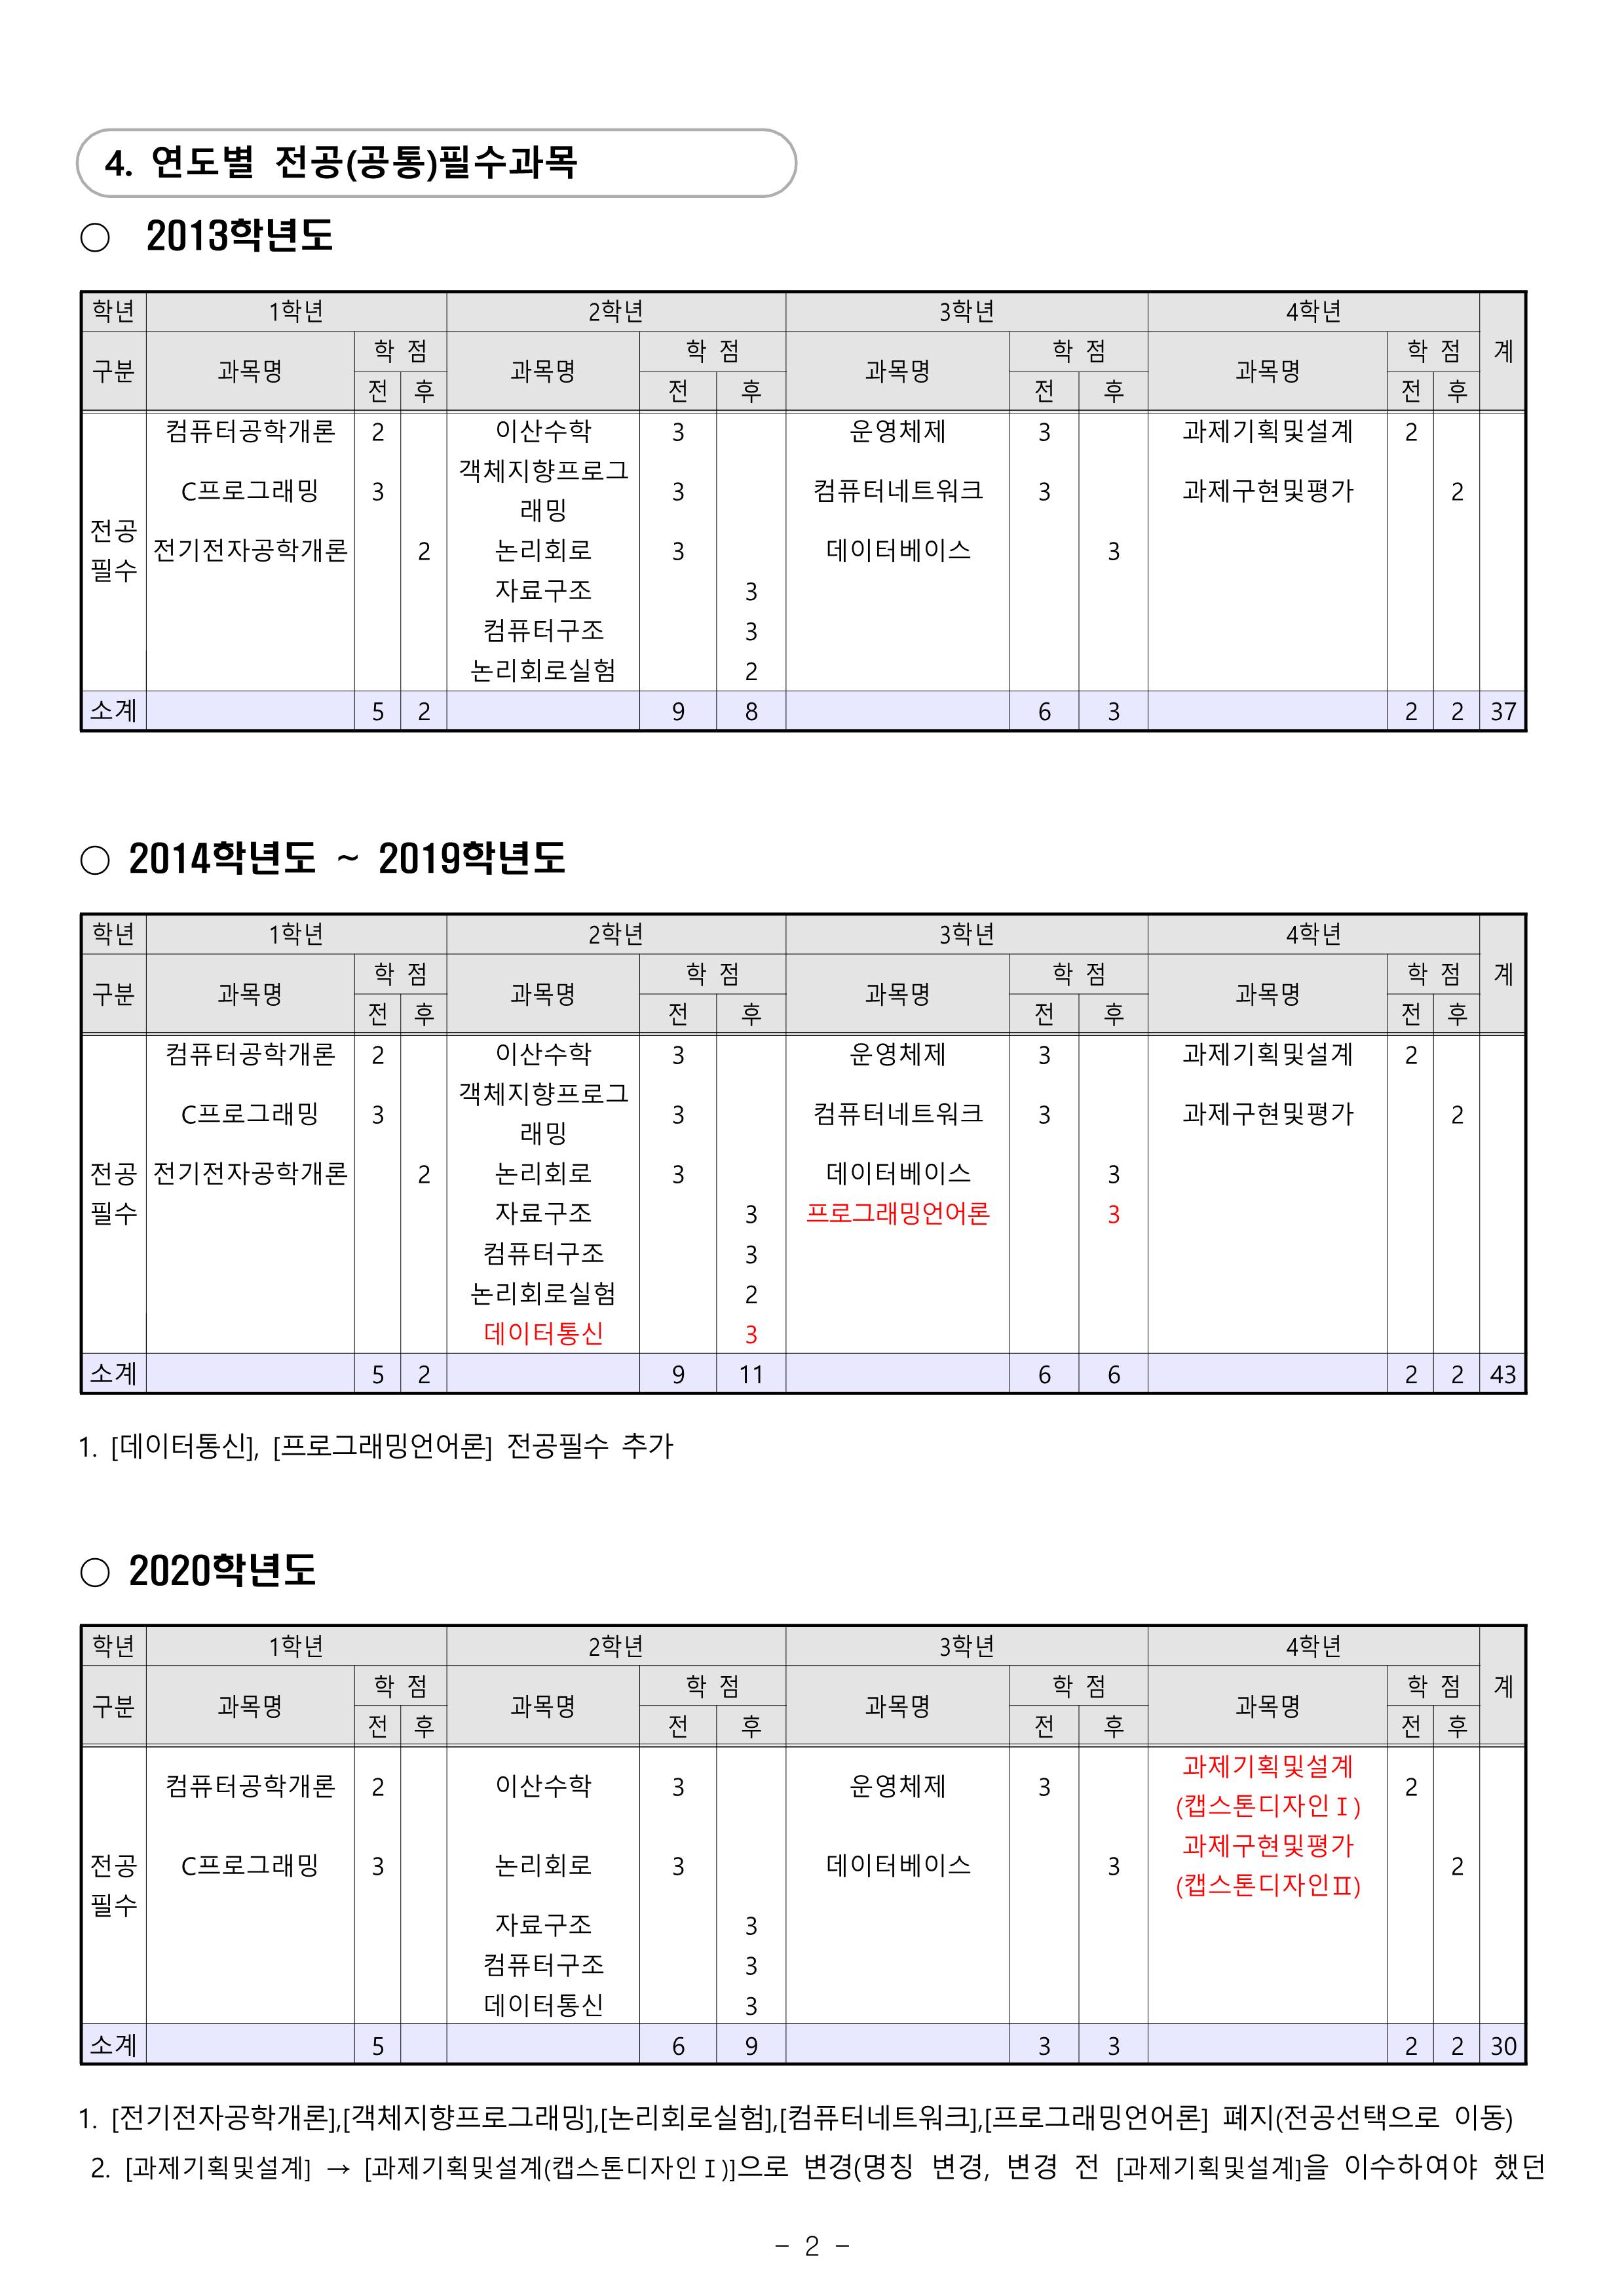 4. 연도별 전공(공통)필수과목
○ 2013학년도
학년 1학년 2학년 3학년 4학년 계
구분 과목명 학 점 과목명 학 점 과목명 학 점 과목명 학 점
전 후 전 후 전 후 전 후
전공필수 컴퓨터공학개론 2 이산수학 3 운영체제 3 과제기획및설계 2
C프로그래밍 3 객체지향프로그래밍 3 컴퓨터네트워크 3 과제구현및평가 2
전기전자공학개론 2 논리회로 3 데이터베이스 3
자료구조 3
컴퓨터구조 3
논리회로실험 2
소계 5 2 9 8 6 3 2 2 37
○ 2014학년도 ~ 2019학년도
학년 1학년 2학년 3학년 4학년 계
구분 과목명 학 점 과목명 학 점 과목명 학 점 과목명 학 점
전 후 전 후 전 후 전 후
전공필수 컴퓨터공학개론 2 이산수학 3 운영체제 3 과제기획및설계 2
C프로그래밍 3 객체지향프로그래밍 3 컴퓨터네트워크 3 과제구현및평가 2
전기전자공학개론 2 논리회로 3 데이터베이스 3
자료구조 3 프로그래밍언어론 3
컴퓨터구조 3
논리회로실험 2
데이터통신 3
소계 5 2 9 11 6 6 2 2 43
1. [데이터통신], [프로그래밍언어론] 전공필수 추가
○ 2020학년도
학년 1학년 2학년 3학년 4학년 계
구분 과목명 학 점 과목명 학 점 과목명 학 점 과목명 학 점
전 후 전 후 전 후 전 후
전공필수 컴퓨터공학개론 2 이산수학 3 운영체제 3 과제기획및설계(캡스톤디자인Ⅰ) 2
C프로그래밍 3 논리회로 3 데이터베이스 3 과제구현및평가(캡스톤디자인Ⅱ) 2
자료구조 3
컴퓨터구조 3
데이터통신 3
소계 5 6 9 3 3 2 2 30
1. [전기전자공학개론],[객체지향프로그래밍],[논리회로실험],[컴퓨터네트워크],[프로그래밍언어론] 폐지(전공선택으로 이동)
2. [과제기획및설계] → [과제기획및설계(캡스톤디자인Ⅰ)]으로 변경(명칭 변경, 변경 전 [과제기획및설계]을 이수하여야 했던
- 2 -